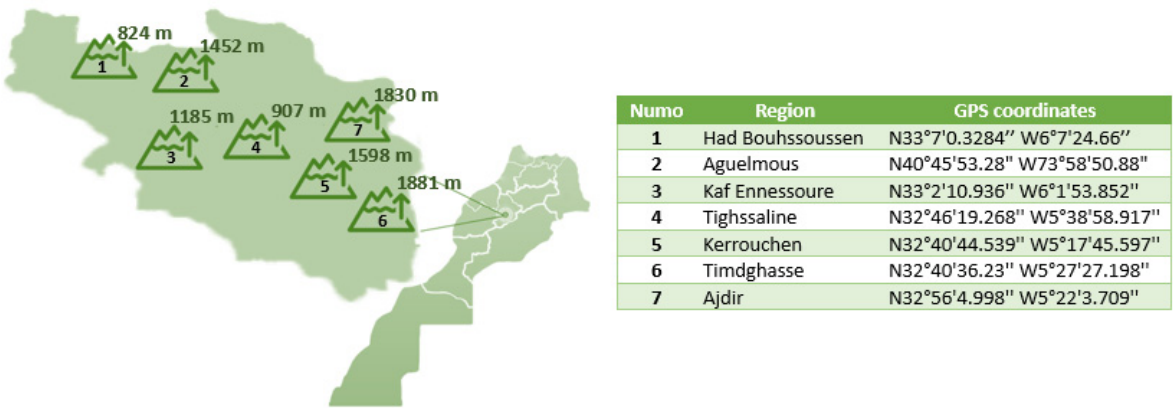 824 m
1
1452 m
2
1185 m
3
907 m
4
1830 m
7
1598 m
5
1881 m
6
Numo Region GPS coordinates
1 Had Bouhssoussen N33°7'0.3284’’ W6°7'24.66’’
2 Aguelmous N40°45'53.28" W73°58'50.88"
3 Kaf Ennessoure N33°2'10.936'' W6°1'53.852''
4 Tighssaline N32°46'19.268'' W5°38'58.917''
5 Kerrouchen N32°40'44.539'' W5°17'45.597''
6 Timdghasse N32°40'36.23'' W5°27'27.198''
7 Ajdir N32°56'4.998'' W5°22'3.709''